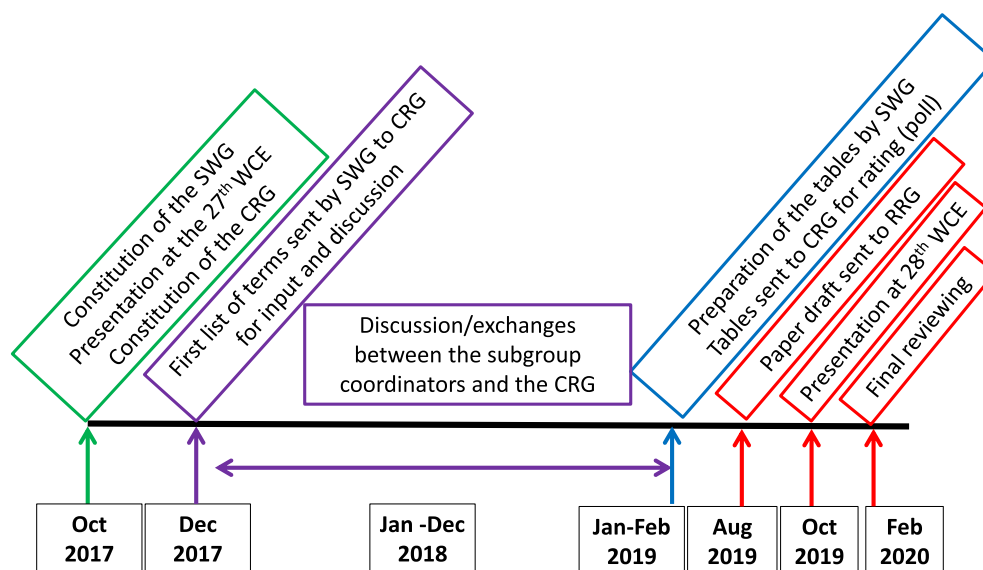 Constitution of the SWG
Presentation at the 27th WCE
Constitution of the CRG
First list of terms sent by SWG to CRG
for input and discussion
Discussion/exchanges
between the subgroup
coordinators and the CRG
Preparation of the tables by SWG
Tables sent to CRG for rating (poll)
Paper draft sent to RRG
Presentation at 28th WCE
Final reviewing
Oct
2017
Dec
2017
Jan -Dec
2018
Jan-Feb
2019
Aug
2019
Oct
2019
Feb
2020